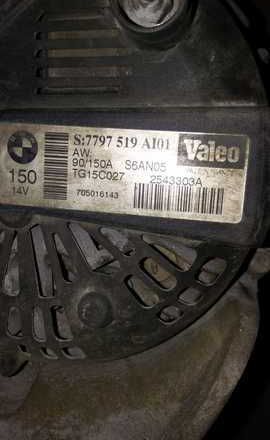 S:7797 519 AI01
AW:
90/150A S6AN05
TG15C027 2543303A
705016143
Valeo
150
14V